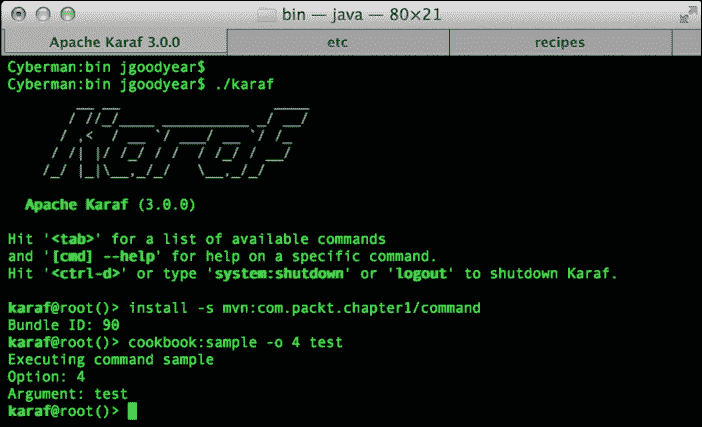 bin — java — 80×21
Apache Karaf 3.0.0
etc
recipes
Cyberman:bin jgoodyear$
Cyberman:bin jgoodyear$ ./karaf
Karaf
Apache Karaf (3.0.0)
Hit '<tab>' for a list of available commands
and '[cmd] --help' for help on a specific command.
Hit '<ctrl-d>' or type 'system:shutdown' or 'logout' to shutdown Karaf.
karaf@root()> install -s mvn:com.packt.chapter1/command
Bundle ID: 90
karaf@root()> cookbook:sample -o 4 test
Executing command sample
Option: 4
Argument: test
karaf@root()>